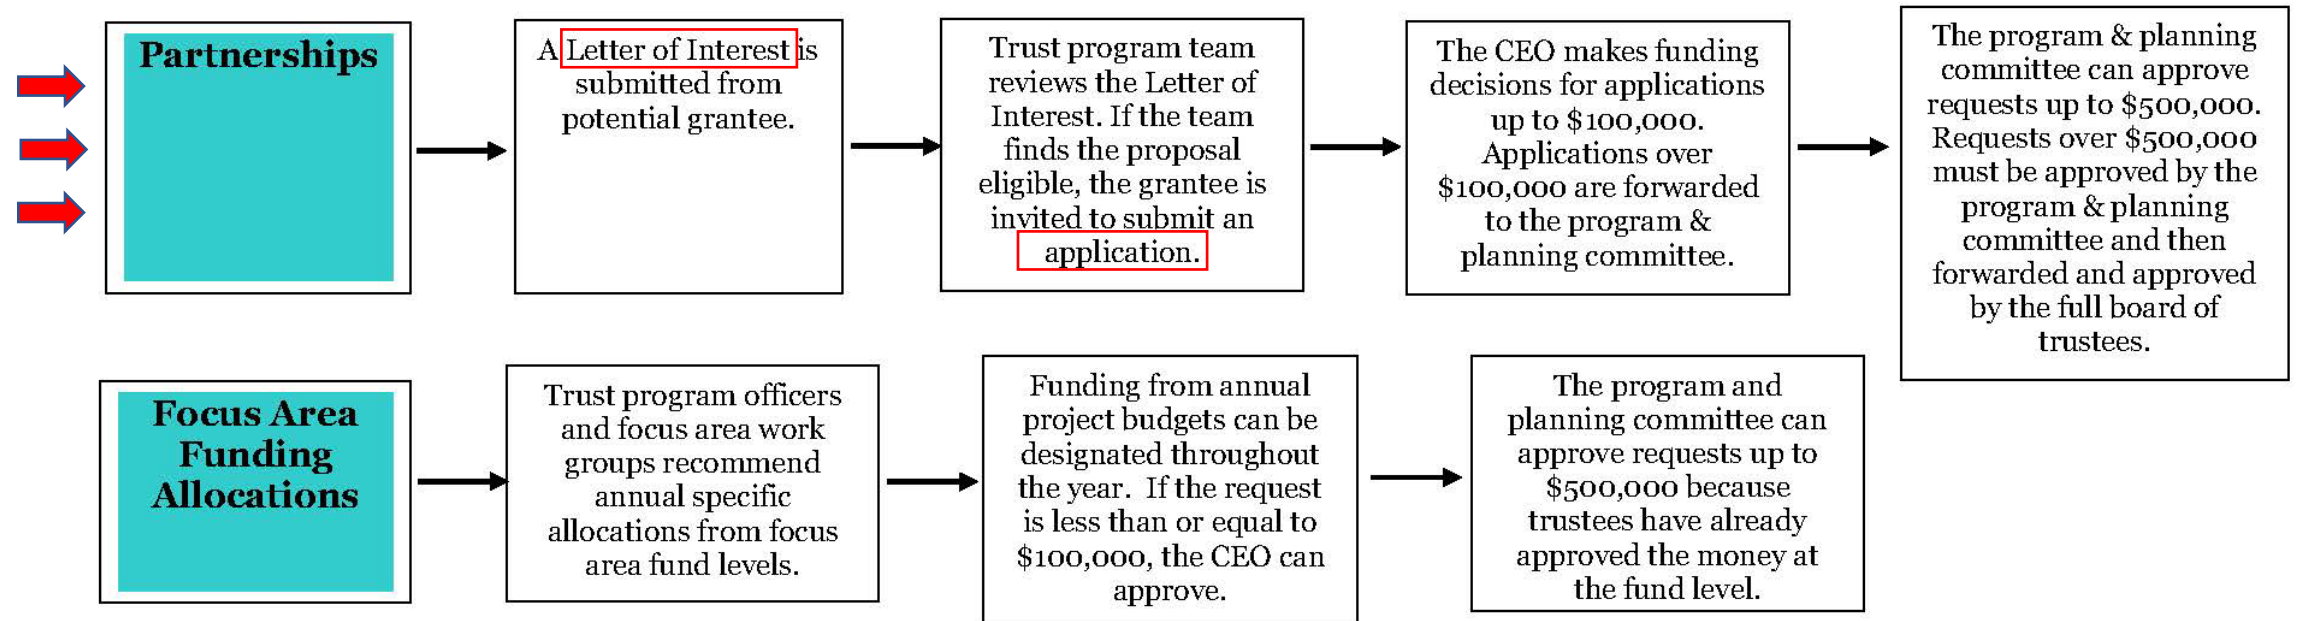 Partnerships
A Letter of Interest is
submitted from
potential grantee.
Trust program team
reviews the Letter of
Interest. If the team
finds the proposal
eligible, the grantee is
invited to submit an
application.
The CEO makes funding
decisions for applications
up to $100,000.
Applications over
$100,000 are forwarded
to the program &
planning committee.
The program & planning
committee can approve
requests up to $500,000.
Requests over $500,000
must be approved by the
program & planning
committee and then
forwarded and approved
by the full board of
trustees.
Focus Area
Funding
Allocations
Trust program officers
and focus area work
groups recommend
annual specific
allocations from focus
area fund levels.
Funding from annual
project budgets can be
designated throughout
the year.  If the request
is less than or equal to
$100,000, the CEO can
approve.
The program and
planning committee can
approve requests up to
$500,000 because
trustees have already
approved the money at
the fund level.